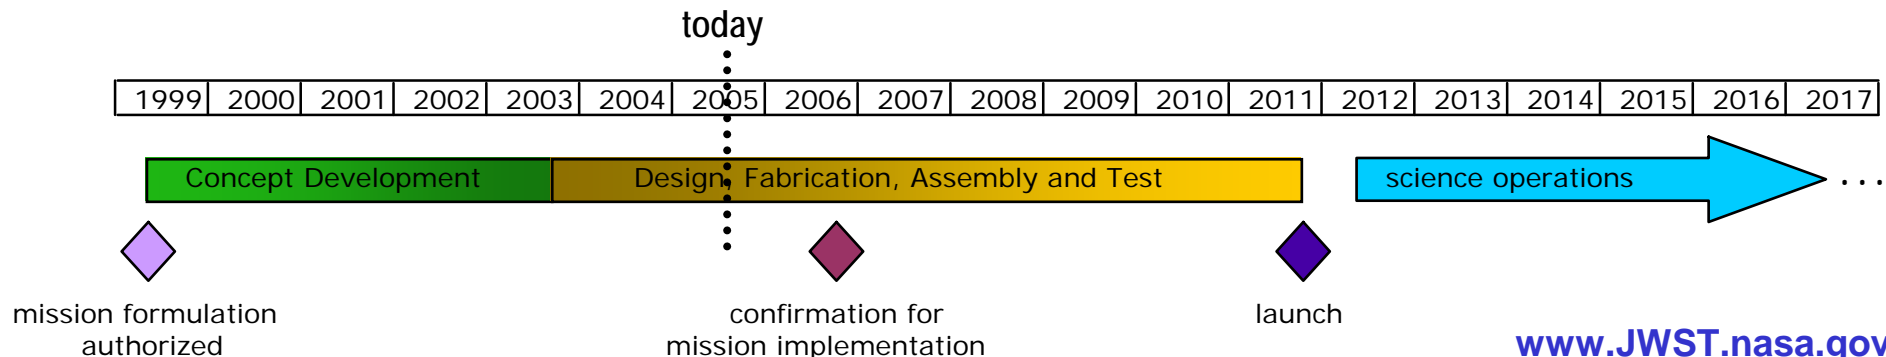 today
1999 2000 2001 2002 2003 2004 2005 2006 2007 2008 2009 2010 2011 2012 2013 2014 2015 2016 2017
Concept Development Design, Fabrication, Assembly and Test science operations ...
mission formulation
authorized
confirmation for
mission implementation
launch
www.JWST.nasa.gov